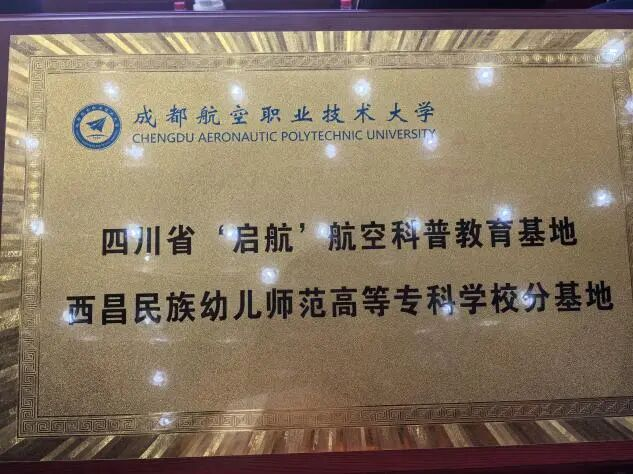 成都航空职业技术大学
CHENGDU AERONAUTIC POLYTECHNIC UNIVERSITY
四川省‘启航’航空科普教育基地
西昌民族幼儿师范高等专科学校分基地